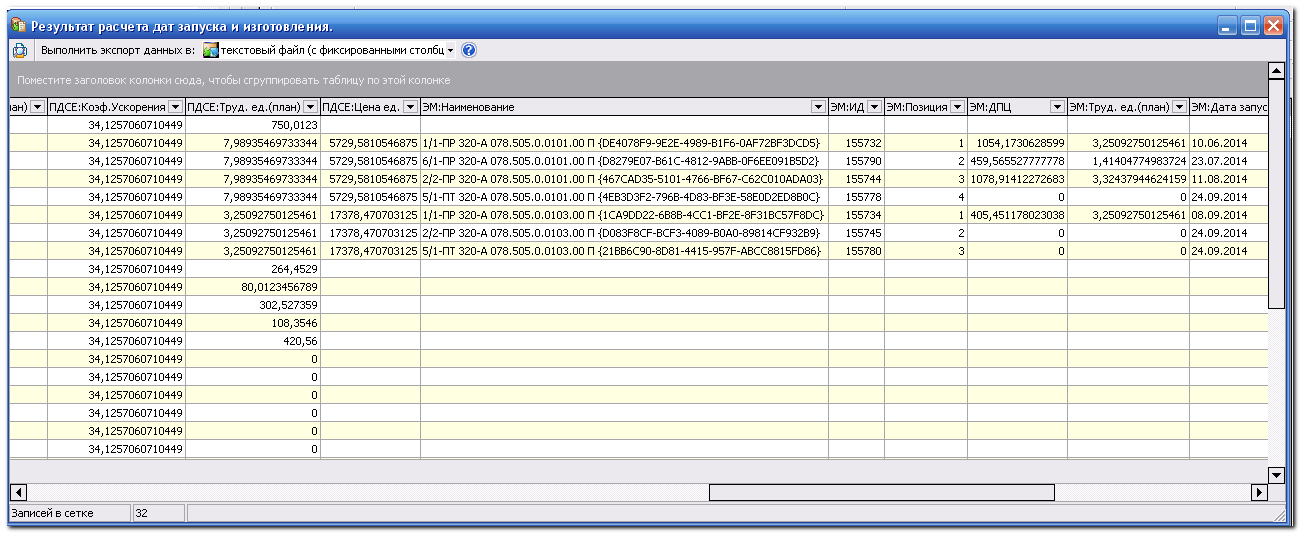 Результат расчета дат запуска и изготовления.
Выполнить экспорт данных в: текстовый файл (с фиксированными столбц
Поместите заголовок колонки сюда, чтобы сгруппировать таблицу по этой колонке
лан) ПДСЕ:Коэф.Ускорения ПДСЕ:Труд. ед.(план) ПДСЕ:Цена ед. ЭМ:Наименование ЭМ:ИД ЭМ:Позиция ЭМ:ДПЦ ЭМ:Труд. ед.(план) ЭМ:Дата запус
34,1257060710449 750,0123
34,1257060710449 7,98935469733344 5729,5810546875 1/1-ПР 320-А 078.505.0.0101.00 П {DE4078F9-9E2E-4989-B1F6-0AF72BF3DCD5} 155732 1 1054,1730628599 3,25092750125461 10.06.2014
34,1257060710449 7,98935469733344 5729,5810546875 6/1-ПР 320-А 078.505.0.0101.00 П {D8279E07-B61C-4812-9ABB-0F6EE091B5D2} 155790 2 459,565527777778 1,41404774983724 23.07.2014
34,1257060710449 7,98935469733344 5729,5810546875 2/2-ПР 320-А 078.505.0.0101.00 П {467CAD35-5101-4766-BF67-C62C010ADA03} 155744 3 1078,91412272683 3,32437944624159 11.08.2014
34,1257060710449 7,98935469733344 5729,5810546875 5/1-ПТ 320-А 078.505.0.0101.00 П {4EB3D3F2-796B-4D83-BF3E-58E0D2ED8B0C} 155778 4 0 0 24.09.2014
34,1257060710449 3,25092750125461 17378,470703125 1/1-ПР 320-А 078.505.0.0103.00 П {1CA9DD22-6B8B-4CC1-BF2E-8F31BC57F8DC} 155734 1 405,451178023038 3,25092750125461 08.09.2014
34,1257060710449 3,25092750125461 17378,470703125 2/2-ПР 320-А 078.505.0.0103.00 П {D083F8CF-BCF3-4089-B0A0-89814CF932B9} 155745 2 0 0 24.09.2014
34,1257060710449 3,25092750125461 17378,470703125 5/1-ПТ 320-А 078.505.0.0103.00 П {21BB6C90-8D81-4415-957F-ABCC8815FD86} 155780 3 0 0 24.09.2014
34,1257060710449 264,4529
34,1257060710449 80,0123456789
34,1257060710449 302,527359
34,1257060710449 108,3546
34,1257060710449 420,56
34,1257060710449 0
34,1257060710449 0
34,1257060710449 0
34,1257060710449 0
34,1257060710449 0
34,1257060710449 0
Записей в сетке 32